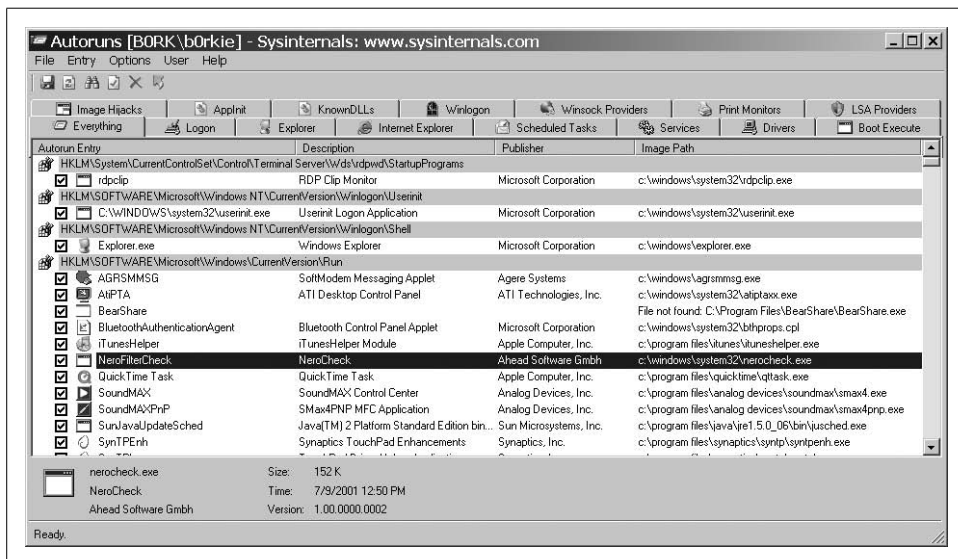 Autoruns [B0RK\b0rkie] - Sysinternals: www.sysinternals.com
File Entry Options User Help
Image Hijacks AppInit KnownDLLs Winlogon Winsock Providers Print Monitors LSA Providers
Everything Logon Explorer Internet Explorer Scheduled Tasks Services Drivers Boot Execute
Autorun Entry Description Publisher Image Path
HKLM\System\CurrentControlSet\Control\Terminal Server\Wds\rdpwd\StartupPrograms
rdpclip RDP Clip Monitor Microsoft Corporation c:\windows\system32\rdpclip.exe
HKLM\SOFTWARE\Microsoft\Windows NT\CurrentVersion\Winlogon\Userinit
C:\WINDOWS\system32\userinit.exe Userinit Logon Application Microsoft Corporation c:\windows\system32\userinit.exe
HKLM\SOFTWARE\Microsoft\Windows NT\CurrentVersion\Winlogon\Shell
Explorer.exe Windows Explorer Microsoft Corporation c:\windows\explorer.exe
HKLM\SOFTWARE\Microsoft\Windows\CurrentVersion\Run
AGRSMMSG SoftModem Messaging Applet Agere Systems c:\windows\agrsmmsg.exe
AtiPTA ATI Desktop Control Panel ATI Technologies, Inc. c:\windows\system32\atiptaxx.exe
BearShare File not found: C:\Program Files\BearShare\BearShare.exe
BluetoothAuthenticationAgent Bluetooth Control Panel Applet Microsoft Corporation c:\windows\system32\bthprops.cpl
iTunesHelper iTunesHelper Module Apple Computer, Inc. c:\program files\itunes\ituneshelper.exe
NeroFilterCheck NeroCheck Ahead Software Gmbh c:\windows\system32\nerocheck.exe
QuickTime Task QuickTime Task Apple Computer, Inc. c:\program files\quicktime\qttask.exe
SoundMAX SoundMAX Control Center Analog Devices, Inc. c:\program files\analog devices\soundmax\smax4.exe
SoundMAXPnP SMax4PNP MFC Application Analog Devices, Inc. c:\program files\analog devices\soundmax\smax4pnp.exe
SunJavaUpdateSched Java(TM) 2 Platform Standard Edition bin... Sun Microsystems, Inc. c:\program files\java\jre1.5.0_06\bin\jusched.exe
SynTPEnh Synaptics TouchPad Enhancements Synaptics, Inc. c:\program files\synaptics\syntp\syntpenh.exe
nerocheck.exe Size: 152 K
NeroCheck Time: 7/9/2001 12:50 PM
Ahead Software Gmbh Version: 1.00.0000.0002
Ready.